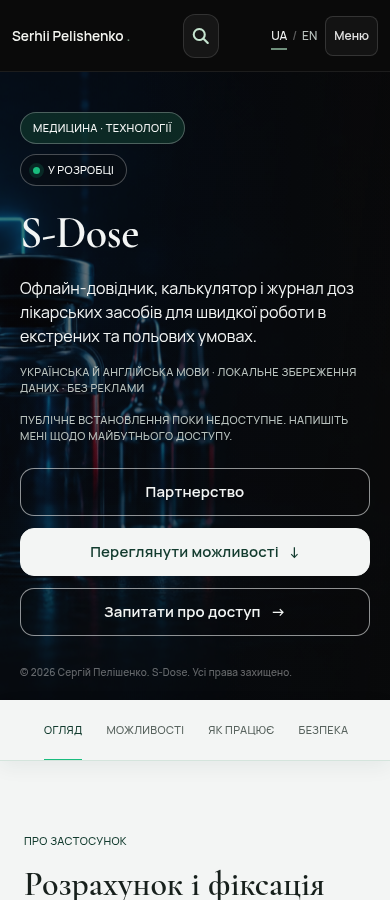 Serhii Pelishenko .
UA / EN
Меню
МЕДИЦИНА · ТЕХНОЛОГІЇ
У РОЗРОБЦІ
S-Dose
Офлайн-довідник, калькулятор і журнал доз
лікарських засобів для швидкої роботи в
екстрених та польових умовах.
УКРАЇНСЬКА Й АНГЛІЙСЬКА МОВИ · ЛОКАЛЬНЕ ЗБЕРЕЖЕННЯ
ДАНИХ · БЕЗ РЕКЛАМИ
ПУБЛІЧНЕ ВСТАНОВЛЕННЯ ПОКИ НЕДОСТУПНЕ. НАПИШІТЬ
МЕНІ ЩОДО МАЙБУТНЬОГО ДОСТУПУ.
Партнерство
Переглянути можливості ↓
Запитати про доступ →
© 2026 Сергій Пелішенко. S-Dose. Усі права захищено.
ОГЛЯД МОЖЛИВОСТІ ЯК ПРАЦЮЄ БЕЗПЕКА
ПРО ЗАСТОСУНОК
Розрахунок і фіксація